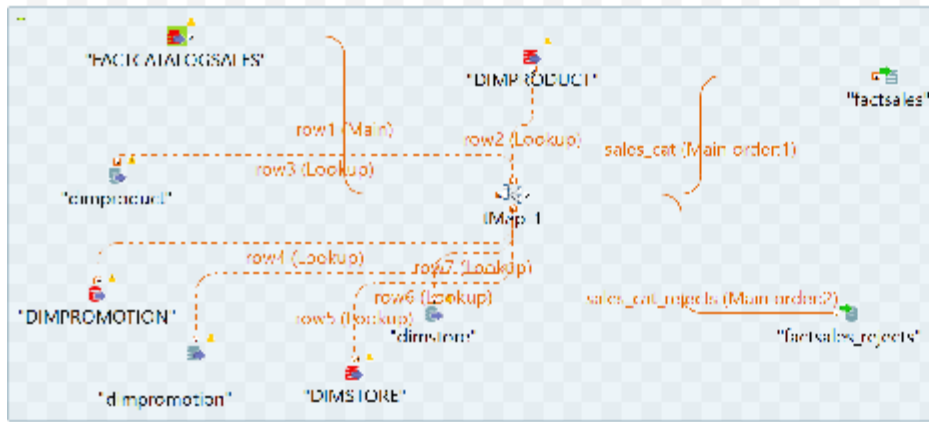 "FACTCATALOGSALES"
"DIMPRODUCT"
"factsales"
row1 (Main)
row2 (Lookup)
sales_cat (Main order:1)
row3 (Lookup)
"dimproduct"
tMap_1
row4 (Lookup)
row7 (Lookup)
row6 (Lookup)
sales_cat_rejects (Main order:2)
"DIMPROMOTION"
row5 (Lookup)
"dimstore"
"factsales_rejects"
"dimpromotion"
"DIMSTORE"